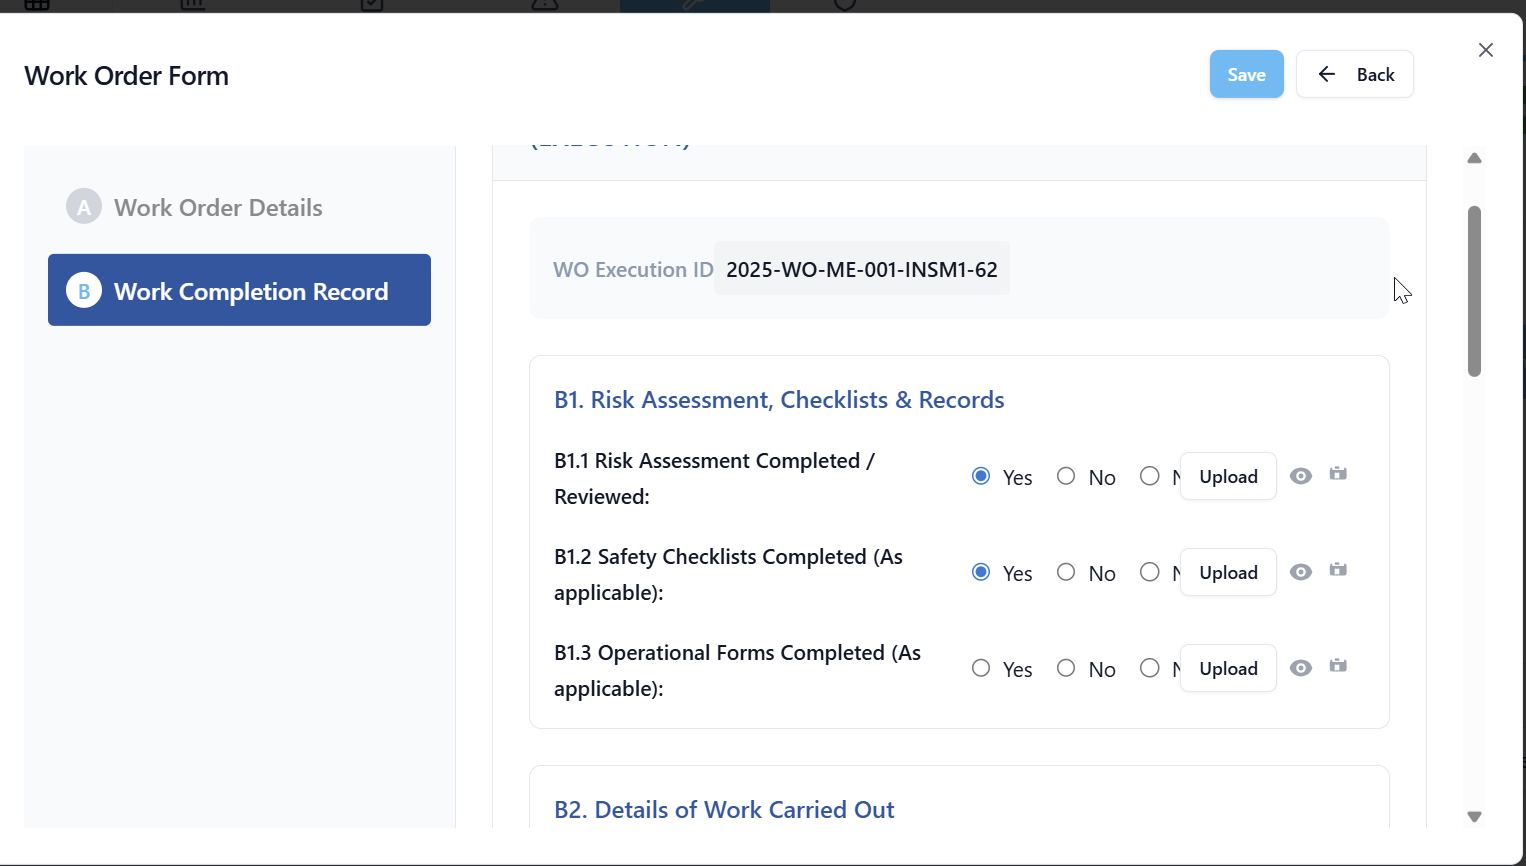 Work Order Form
Save
Back
A Work Order Details
B Work Completion Record
(EXECUTION)
WO Execution ID 2025-WO-ME-001-INSM1-62
B1. Risk Assessment, Checklists & Records
B1.1 Risk Assessment Completed /
Reviewed:
Yes No Upload
B1.2 Safety Checklists Completed (As
applicable):
Yes No Upload
B1.3 Operational Forms Completed (As
applicable):
Yes No Upload
B2. Details of Work Carried Out